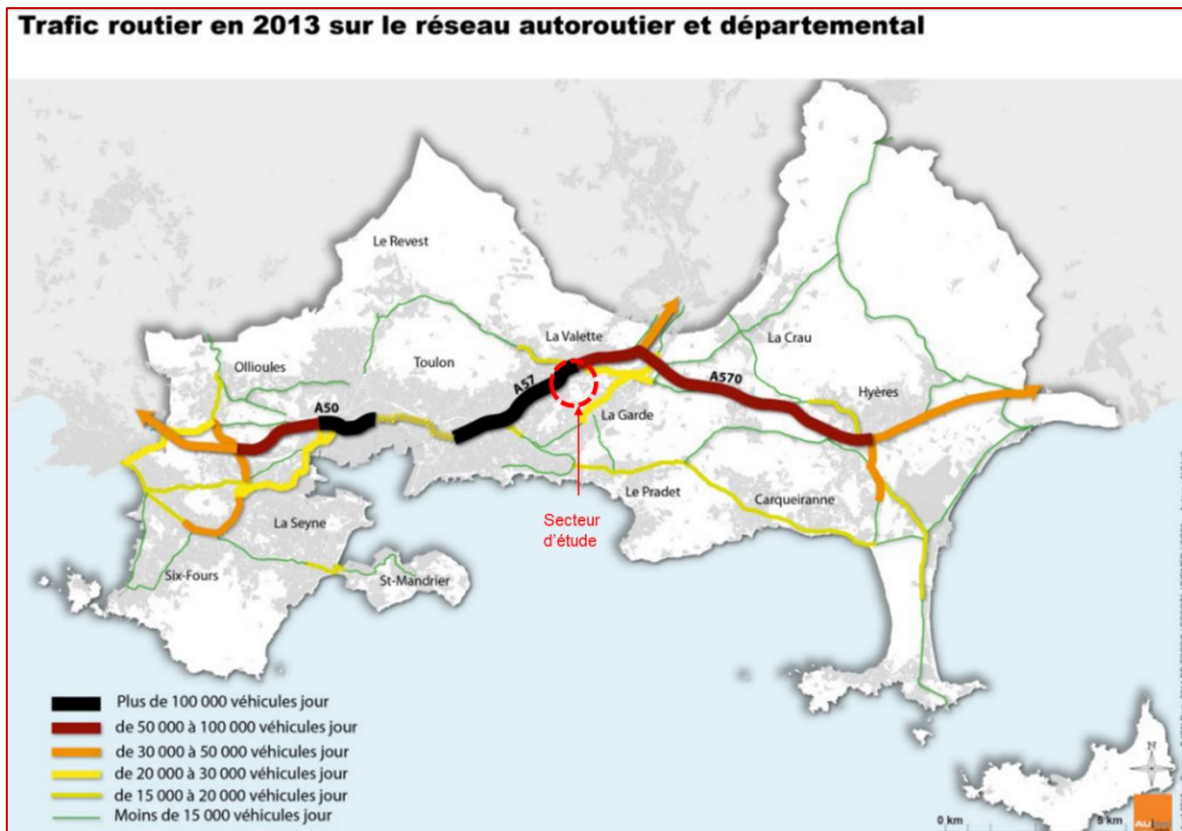 Trafic routier en 2013 sur le réseau autoroutier et départemental
Le Revest
La Valette
La Crau
Ollioules
Toulon
A57
A570
Hyères
A50
La Garde
Le Pradet
Carqueiranne
La Seyne
Secteur
d'étude
Six-Fours
St-Mandrier
Plus de 100 000 véhicules jour
de 50 000 à 100 000 véhicules jour
de 30 000 à 50 000 véhicules jour
de 20 000 à 30 000 véhicules jour
de 15 000 à 20 000 véhicules jour
Moins de 15 000 véhicules jour
N
0 km
5 km